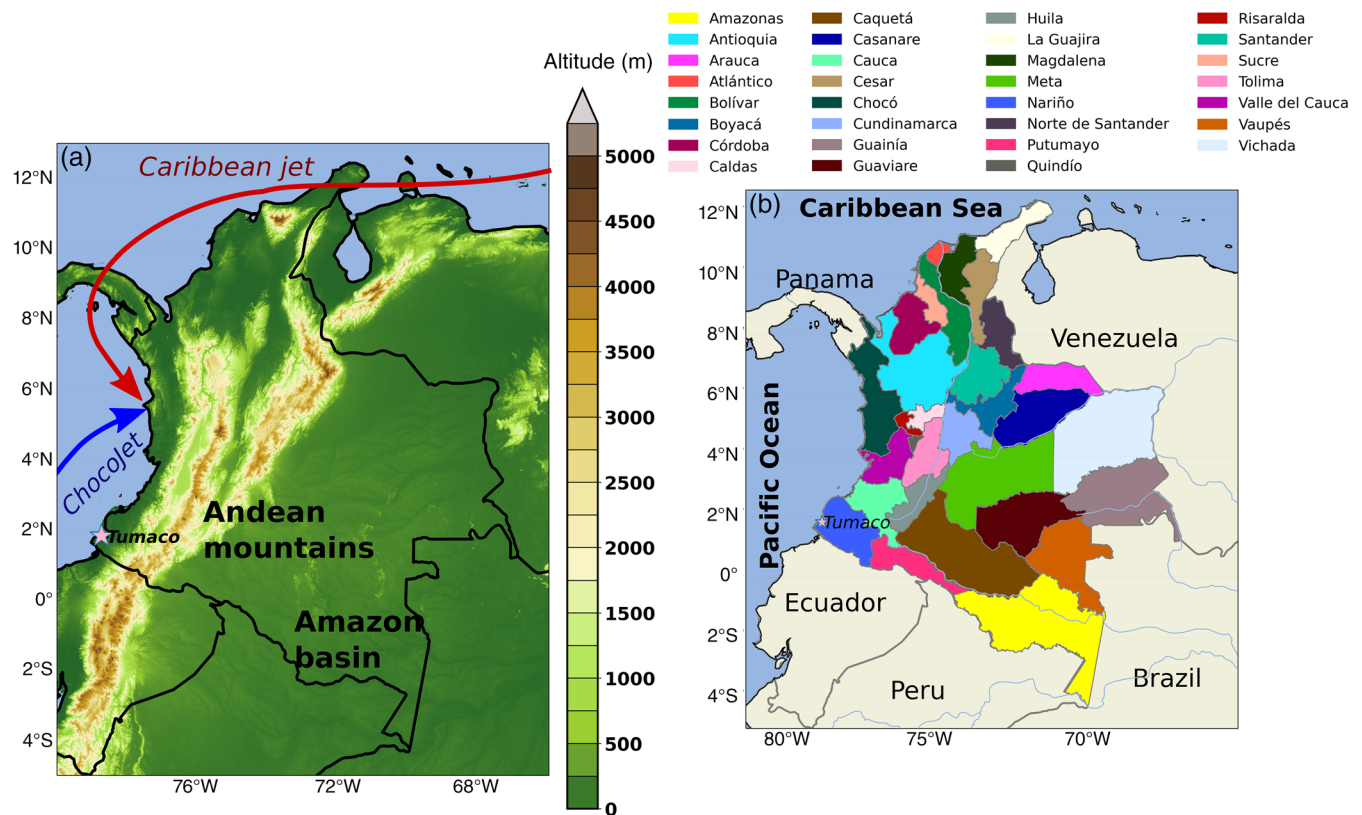 Altitude (m)
5000
4500
4000
3500
3000
2500
2000
1500
1000
500
0
(a)
Caribbean jet
ChocoJet
Tumaco
Andean
mountains
Amazon
basin
12°N
10°N
8°N
6°N
4°N
2°N
0°
2°S
4°S
76°W
72°W
68°W
Amazonas
Antioquia
Arauca
Atlántico
Bolívar
Boyacá
Córdoba
Caldas
Caquetá
Casanare
Cauca
Cesar
Chocó
Cundinamarca
Guainía
Guaviare
Huila
La Guajira
Magdalena
Meta
Nariño
Norte de Santander
Putumayo
Quindío
Risaralda
Santander
Sucre
Tolima
Valle del Cauca
Vaupés
Vichada
(b)
Caribbean Sea
Panama
Venezuela
Pacific Ocean
Tumaco
Ecuador
Peru
Brazil
12°N
10°N
8°N
6°N
4°N
2°N
0°
2°S
4°S
80°W
75°W
70°W